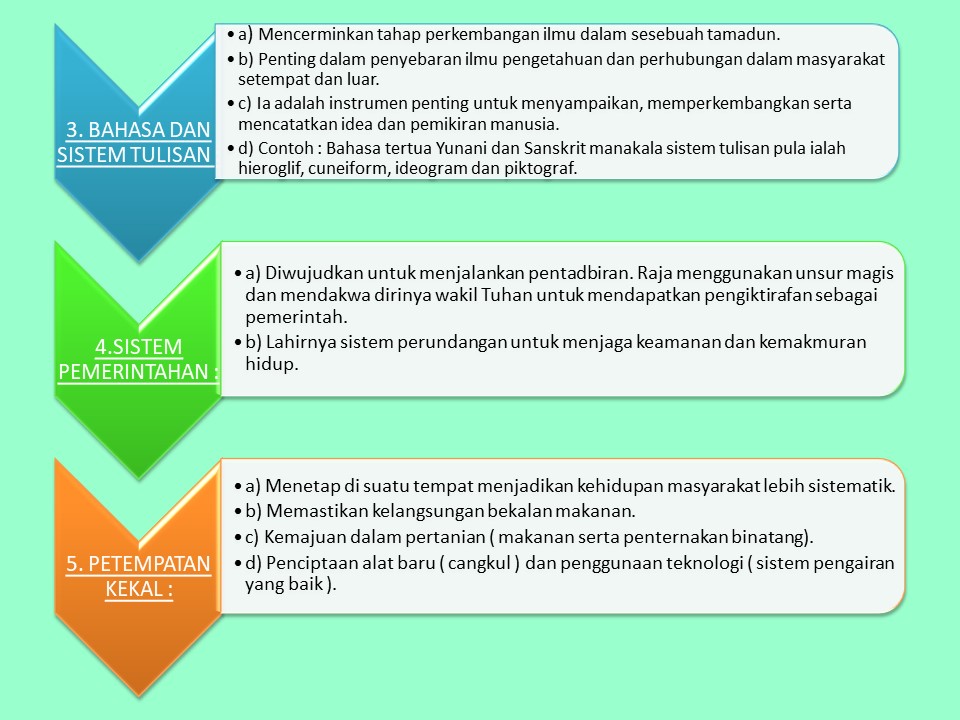 3. BAHASA DAN
SISTEM TULISAN
• a) Mencerminkan tahap perkembangan ilmu dalam sesebuah tamadun.
• b) Penting dalam penyebaran ilmu pengetahuan dan perhubungan dalam masyarakat
setempat dan luar.
• c) Ia adalah instrumen penting untuk menyampaikan, memperkembangkan serta
mencatatkan idea dan pemikiran manusia.
• d) Contoh : Bahasa tertua Yunani dan Sanskrit manakala sistem tulisan pula ialah
hieroglif, cuneiform, ideogram dan piktograf.
4.SISTEM
PEMERINTAHAN :
• a) Diwujudkan untuk menjalankan pentadbiran. Raja menggunakan unsur magis
dan mendakwa dirinya wakil Tuhan untuk mendapatkan pengiktirafan sebagai
pemerintah.
• b) Lahirnya sistem perundangan untuk menjaga keamanan dan kemakmuran
hidup.
5. PETEMPATAN
KEKAL :
• a) Menetap di suatu tempat menjadikan kehidupan masyarakat lebih sistematik.
• b) Memastikan kelangsungan bekalan makanan.
• c) Kemajuan dalam pertanian ( makanan serta penternakan binatang).
• d) Penciptaan alat baru ( cangkul ) dan penggunaan teknologi ( sistem pengairan
yang baik ).